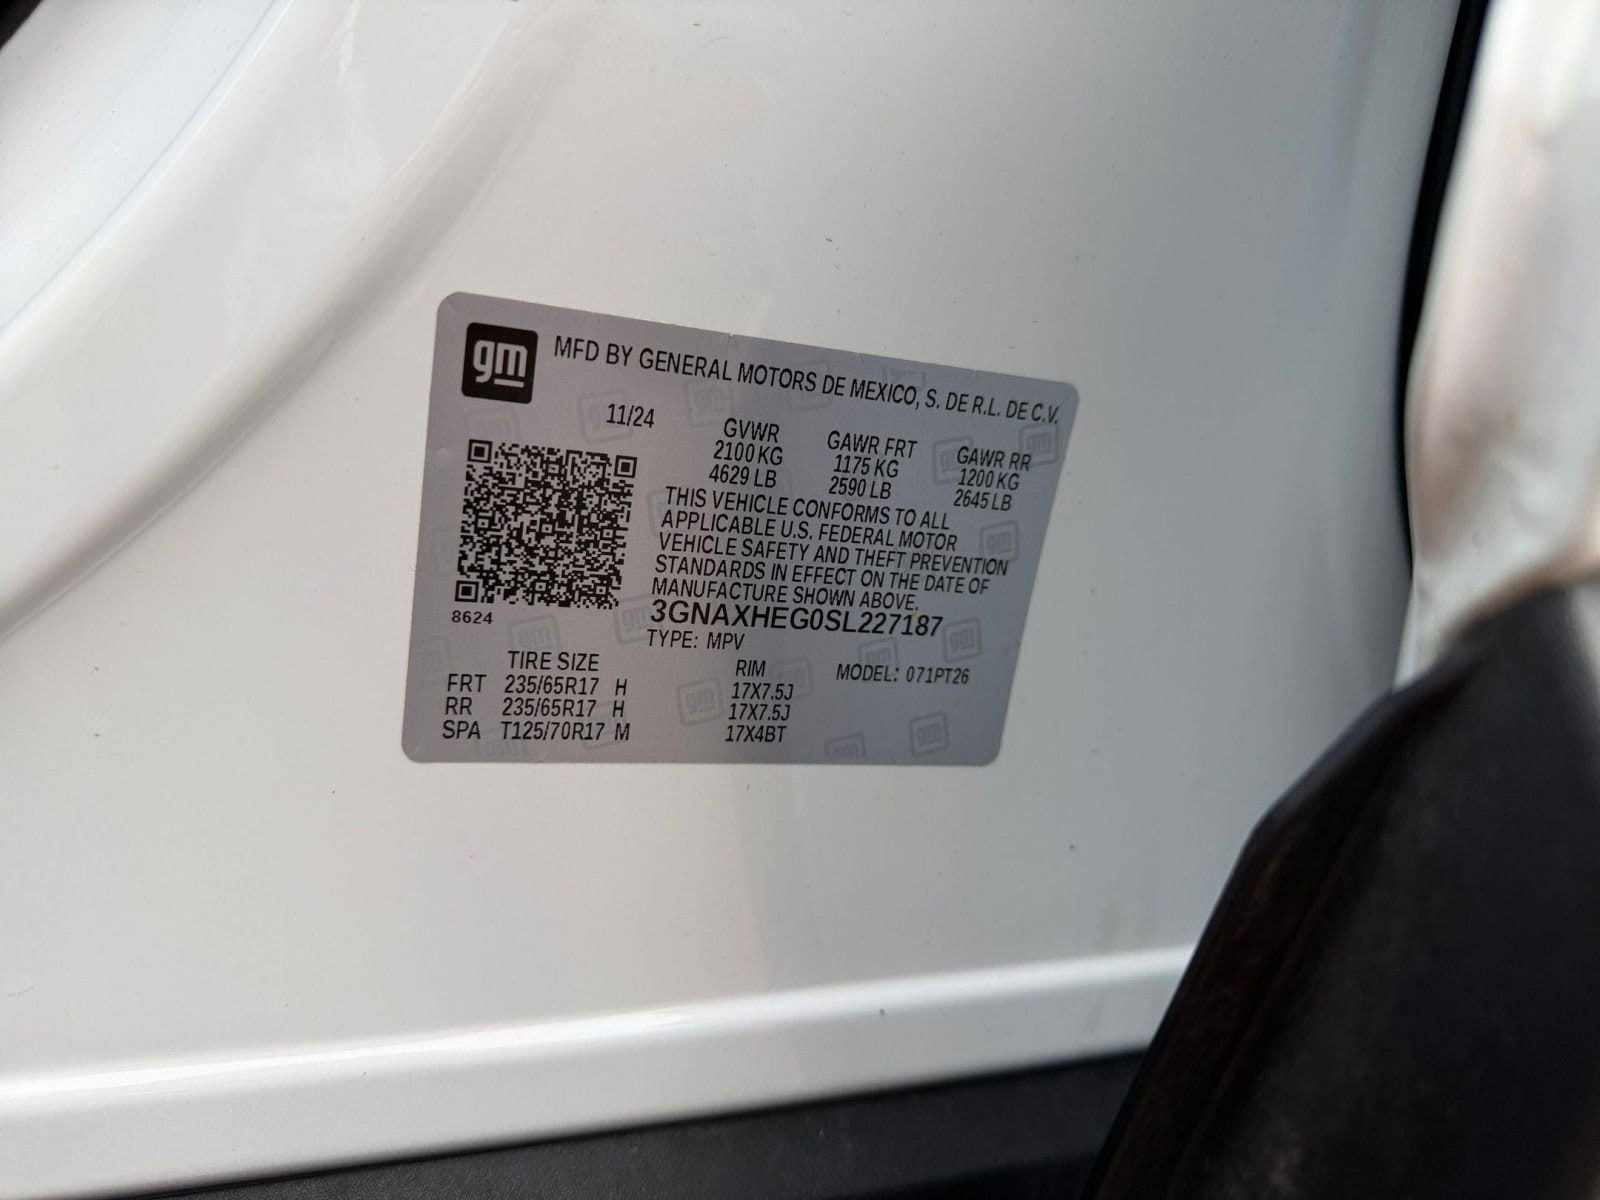 gm
MFD BY GENERAL MOTORS DE MEXICO, S. DE R.L. DE C.V.
11/24
GVWR GAWR FRT GAWR RR
2100 KG 1175 KG 1200 KG
4629 LB 2590 LB 2645 LB
THIS VEHICLE CONFORMS TO ALL
APPLICABLE U.S. FEDERAL MOTOR
VEHICLE SAFETY AND THEFT PREVENTION
STANDARDS IN EFFECT ON THE DATE OF
MANUFACTURE SHOWN ABOVE.
8624
3GNAXHEG0SL227187
TYPE: MPV
MODEL: 071PT26
TIRE SIZE RIM
FRT 235/65R17 H 17X7.5J
RR 235/65R17 H 17X7.5J
SPA T125/70R17 M 17X4BT